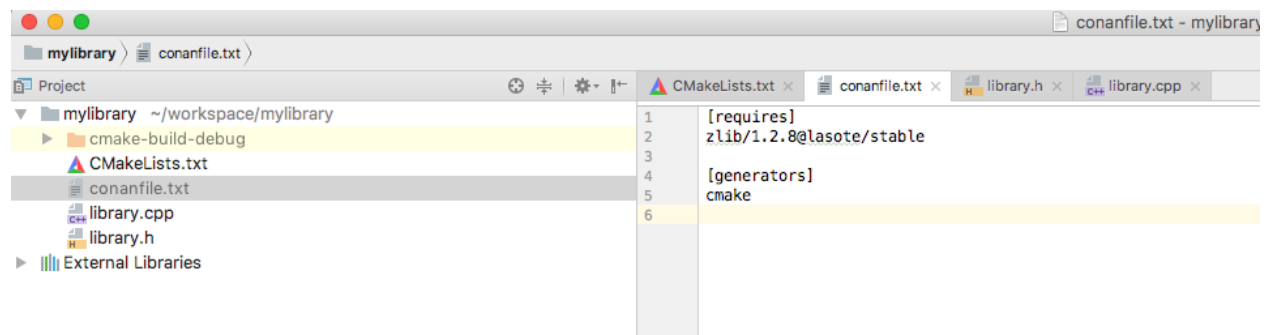 conanfile.txt - mylibrary
mylibrary conanfile.txt
Project
CMakeLists.txt conanfile.txt library.h library.cpp
mylibrary ~/workspace/mylibrary
cmake-build-debug
CMakeLists.txt
conanfile.txt
C++ library.cpp
H library.h
External Libraries
1 [requires]
2 zlib/1.2.8@lasote/stable
3
4 [generators]
5 cmake
6